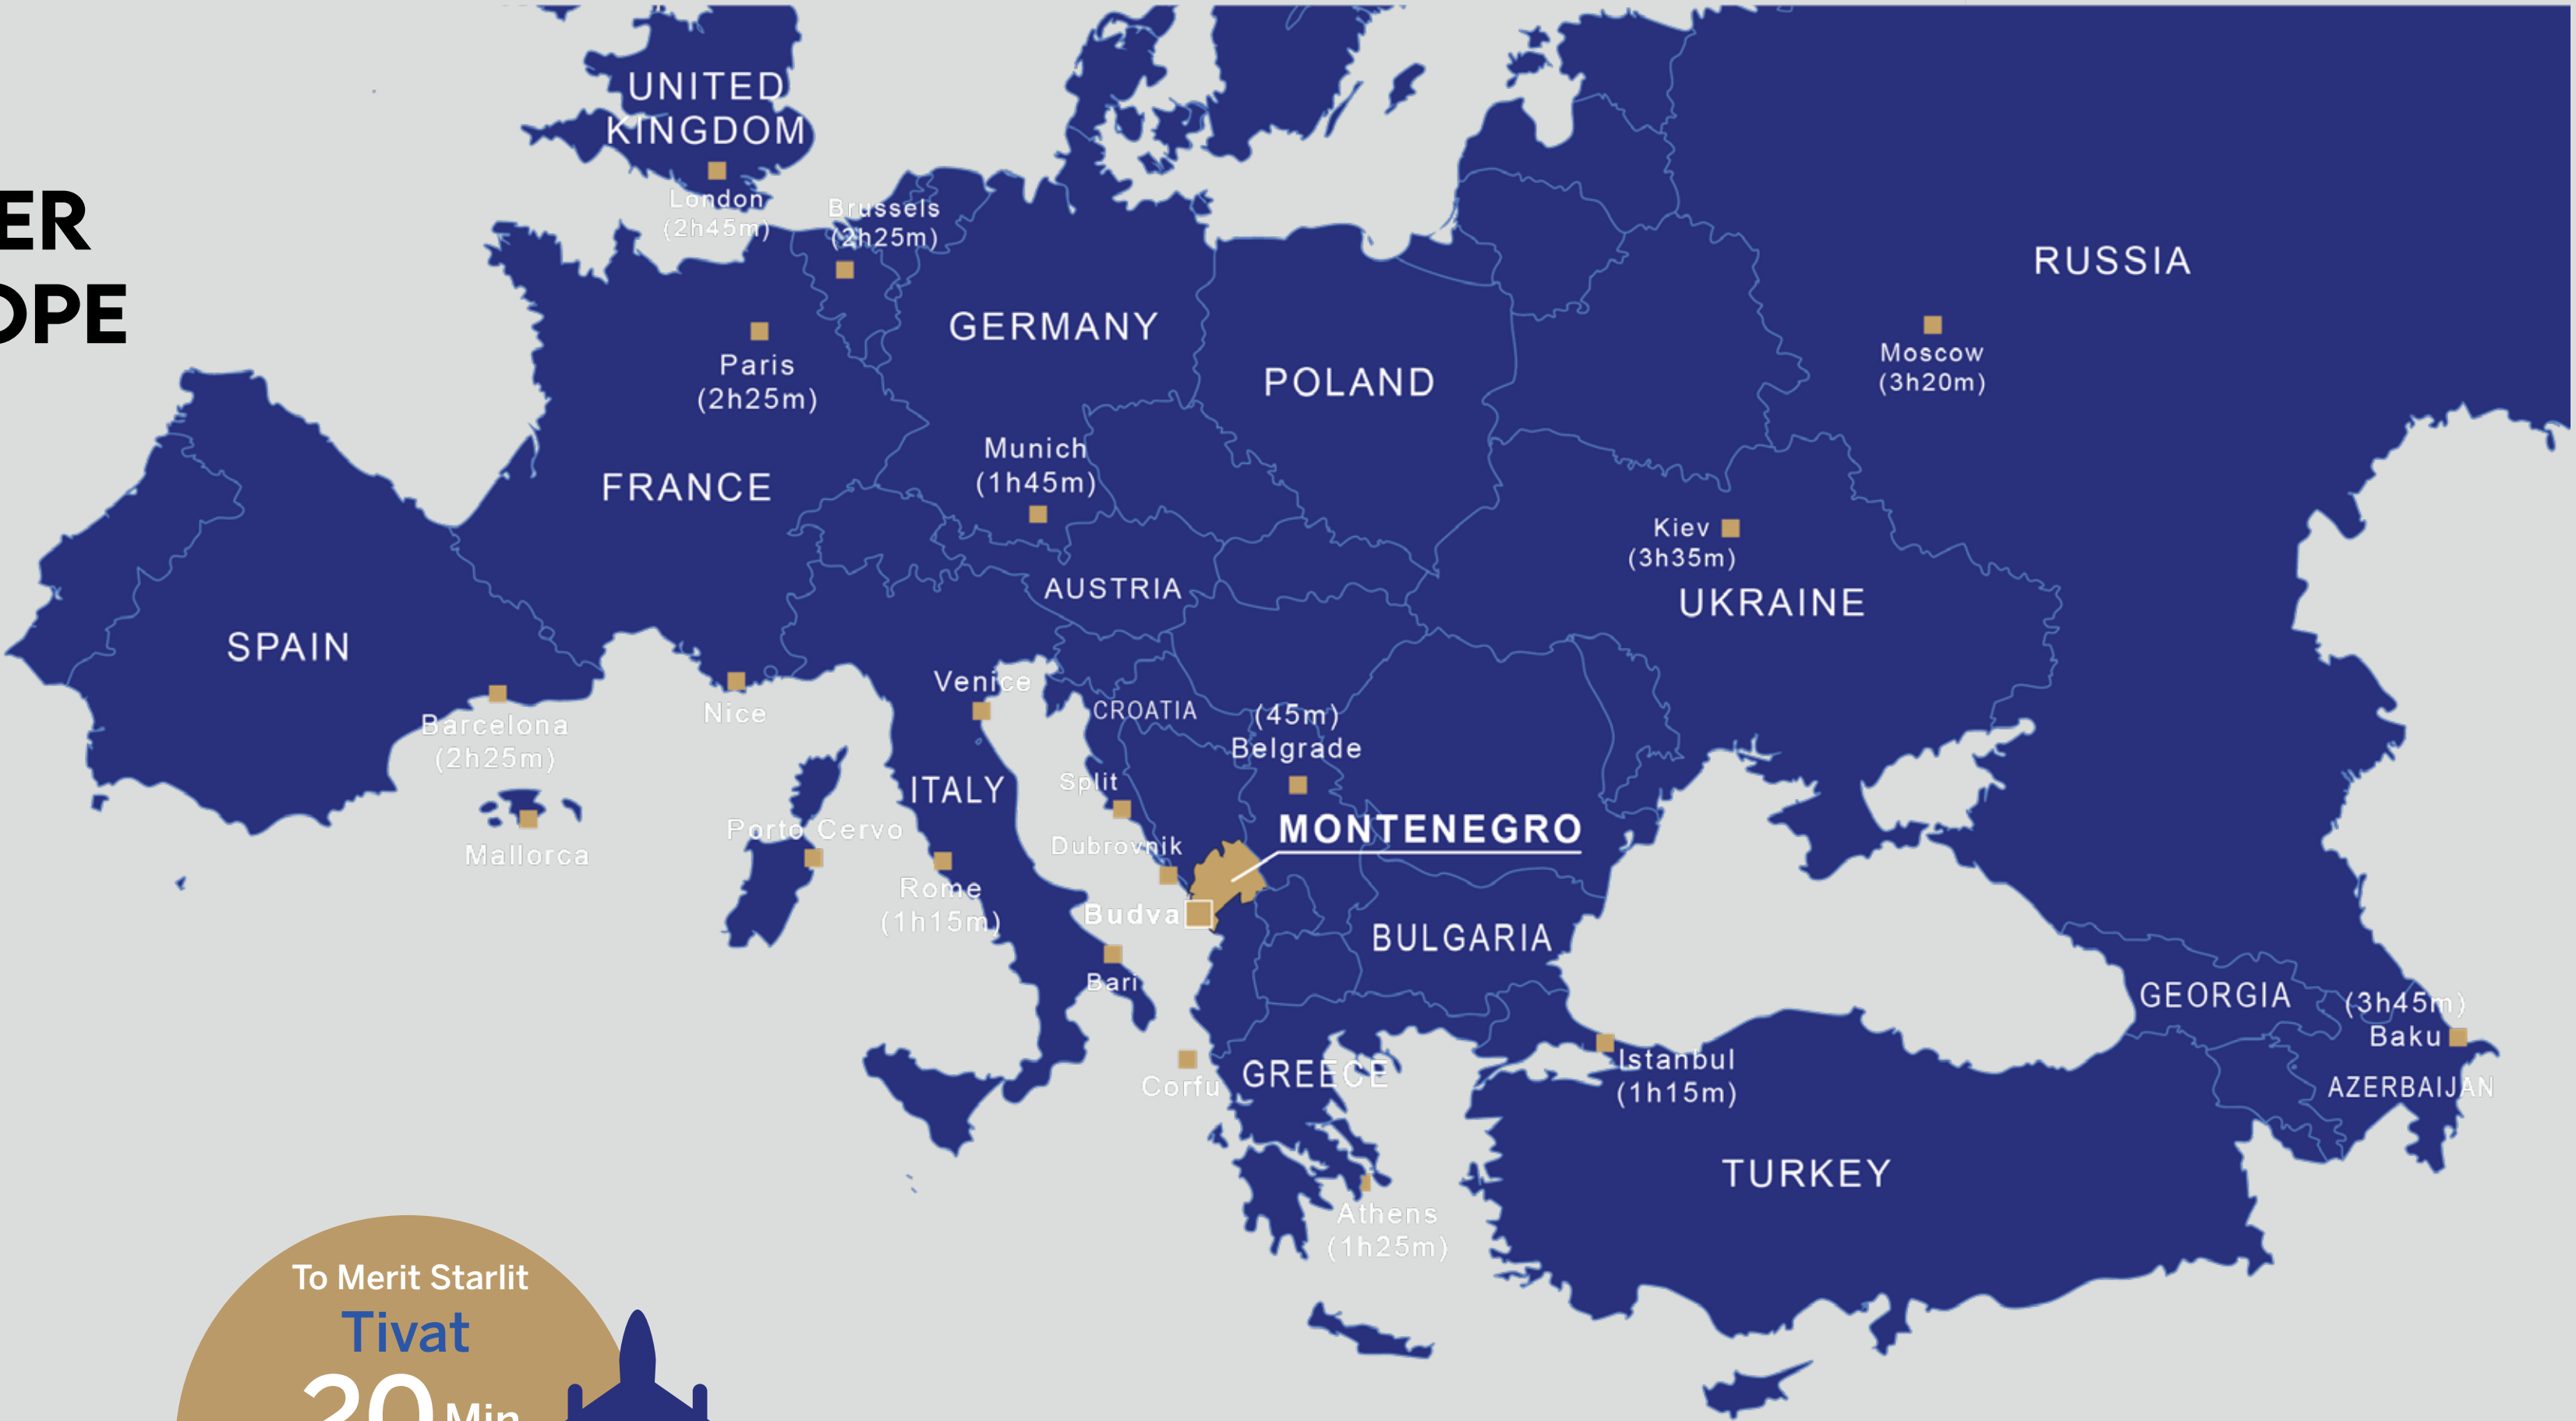 ER
OPE
UNITED
KINGDOM
London
(2h45m)
Brussels
(2h25m)
RUSSIA
Moscow
(3h20m)
GERMANY
Paris
(2h25m)
POLAND
Munich
(1h45m)
FRANCE
Kiev
(3h35m)
UKRAINE
AUSTRIA
SPAIN
Barcelona
(2h25m)
Nice
Venice
CROATIA
(45m)
Belgrade
Mallorca
Porto Cervo
ITALY
Split
Dubrovnik
MONTENEGRO
Rome
(1h15m)
Budva
BULGARIA
Bari
GEORGIA
(3h45m)
Baku
AZERBAIJAN
Corfu
GREECE
Istanbul
(1h15m)
TURKEY
Athens
(1h25m)
To Merit Starlit
Tivat
20 Min